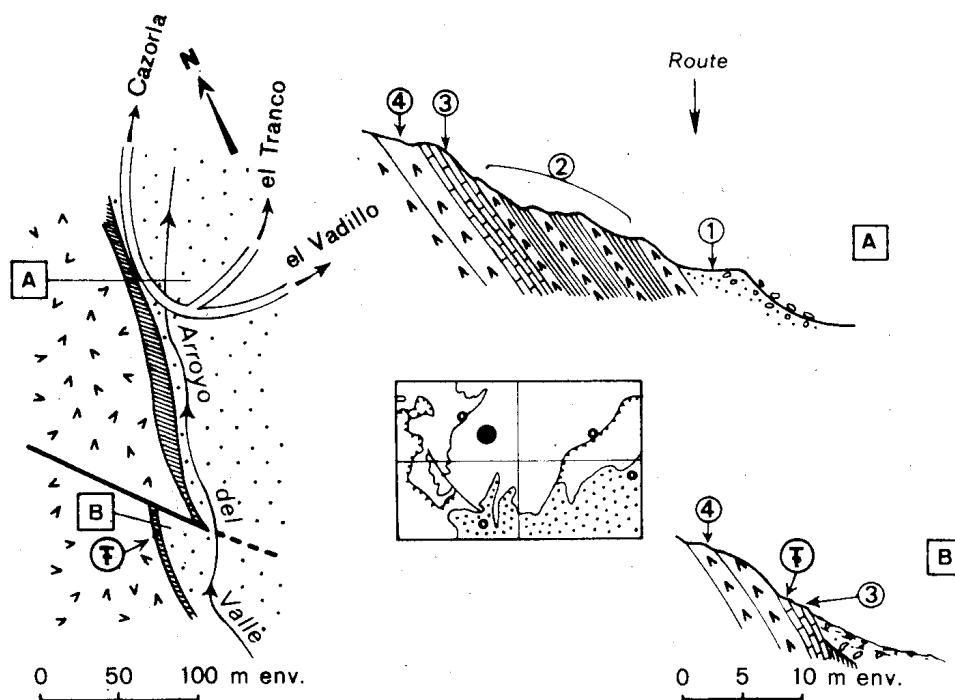 Cazorla
N
el Tranco
el Vadillo
A
Arroyo
del
Valle
B
Ŧ
0 50 100 m env.
Route
4
3
2
1
A
4
Ŧ
3
B
0 5 10 m env.